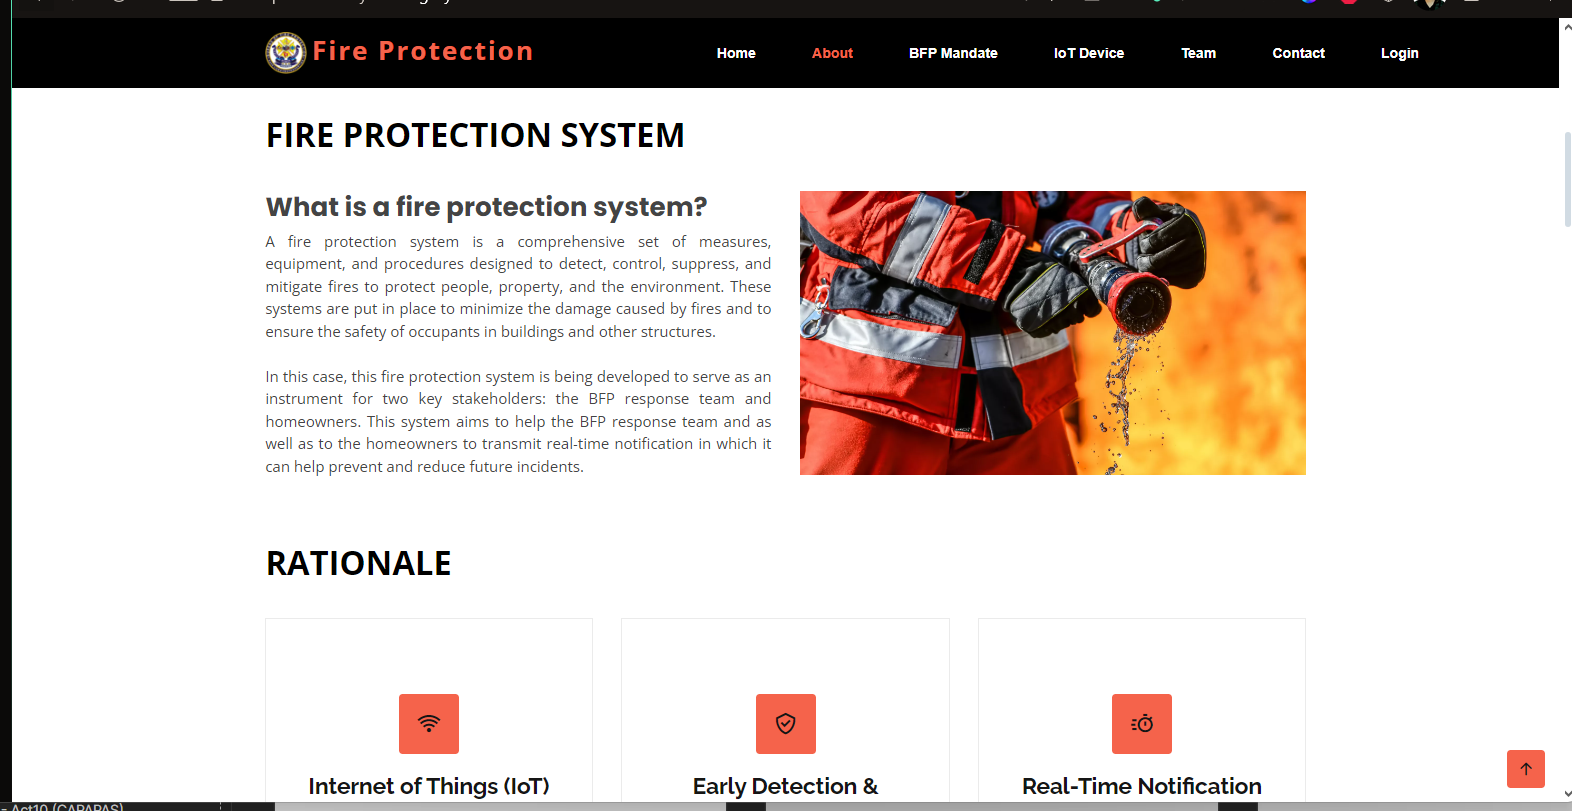 Fire Protection
Home About BFP Mandate IoT Device Team Contact Login
FIRE PROTECTION SYSTEM
What is a fire protection system?
A fire protection system is a comprehensive set of measures,
equipment, and procedures designed to detect, control, suppress, and
mitigate fires to protect people, property, and the environment. These
systems are put in place to minimize the damage caused by fires and to
ensure the safety of occupants in buildings and other structures.
In this case, this fire protection system is being developed to serve as an
instrument for two key stakeholders: the BFP response team and
homeowners. This system aims to help the BFP response team and as
well as to the homeowners to transmit real-time notification in which it
can help prevent and reduce future incidents.
RATIONALE
Internet of Things (IoT)
Early Detection &
Real-Time Notification
- Act10 (CAPARAS)